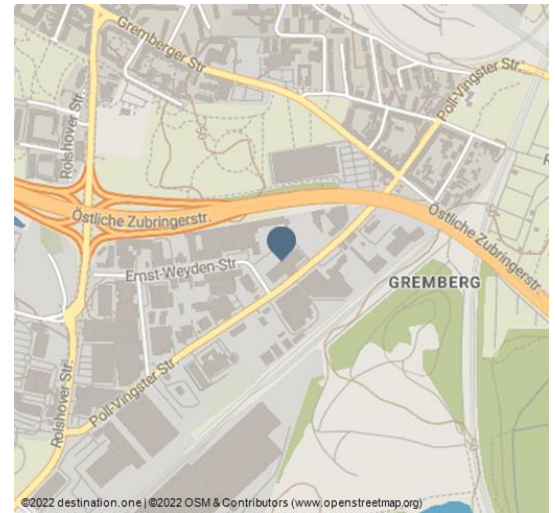 Gremberger Str.
Poll-Vingster Str.
Rolshover Str.
Östliche Zubringerstr.
Östliche Zubringerstr.
Ernst-Weyden-Str.
GREMBERG
Poll-Vingster Str.
Rolshover Str.
©2022 destination.one | ©2022 OSM & Contributors (www.openstreetmap.org)